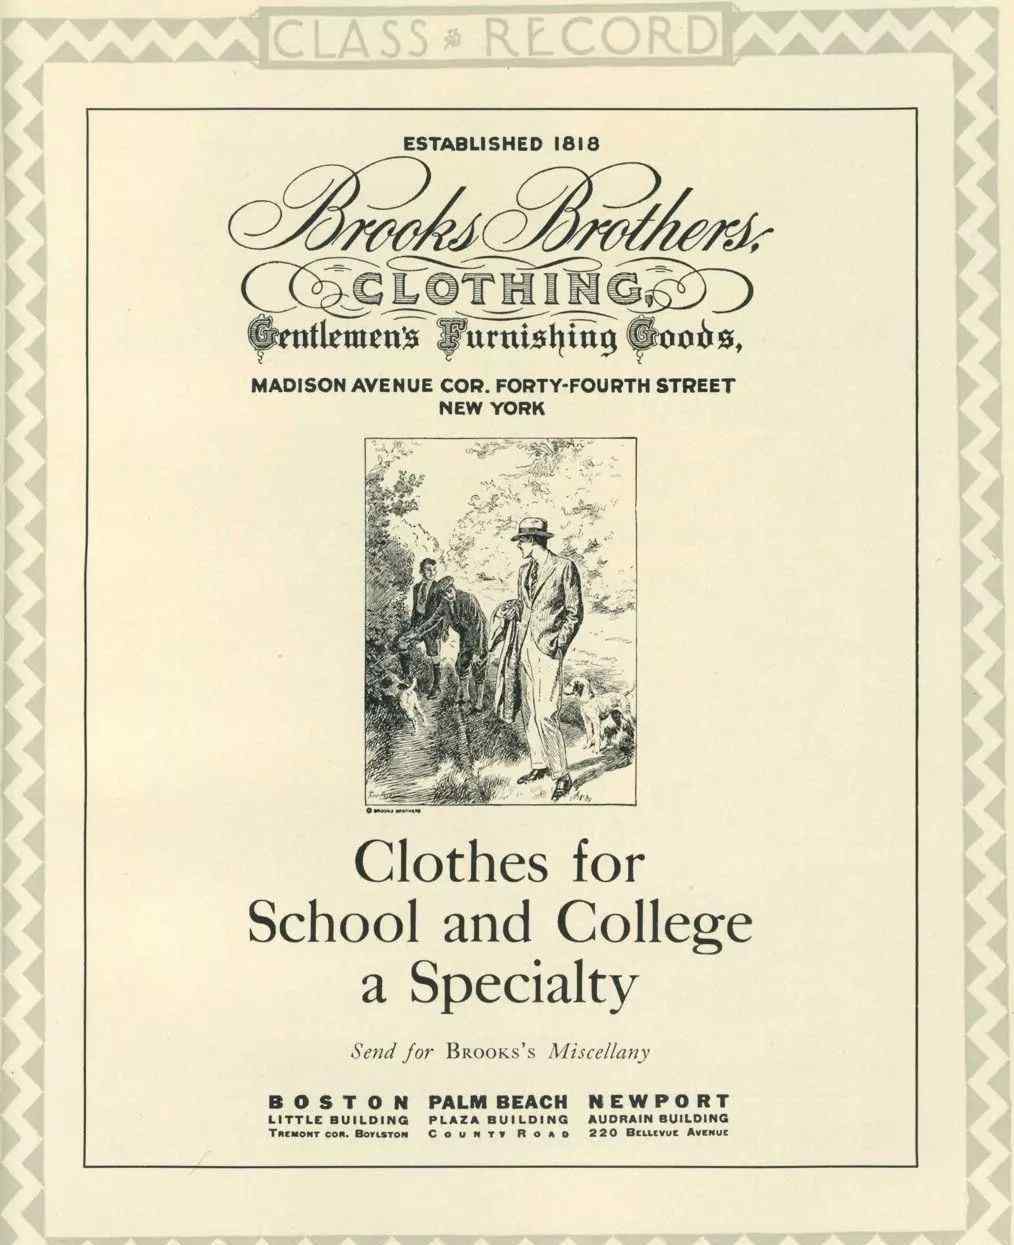 CLASS RECORD
ESTABLISHED 1818
Brooks Brothers,
CLOTHING,
Gentlemen's Furnishing Goods,
MADISON AVENUE COR. FORTY-FOURTH STREET
NEW YORK
© BROOKS BROTHERS
Clothes for
School and College
a Specialty
Send for BROOKS'S Miscellany
BOSTON
LITTLE BUILDING
TREMONT COR. BOYLSTON
PALM BEACH
PLAZA BUILDING
COUNTY ROAD
NEWPORT
AUDRAIN BUILDING
220 BELLEVUE AVENUE